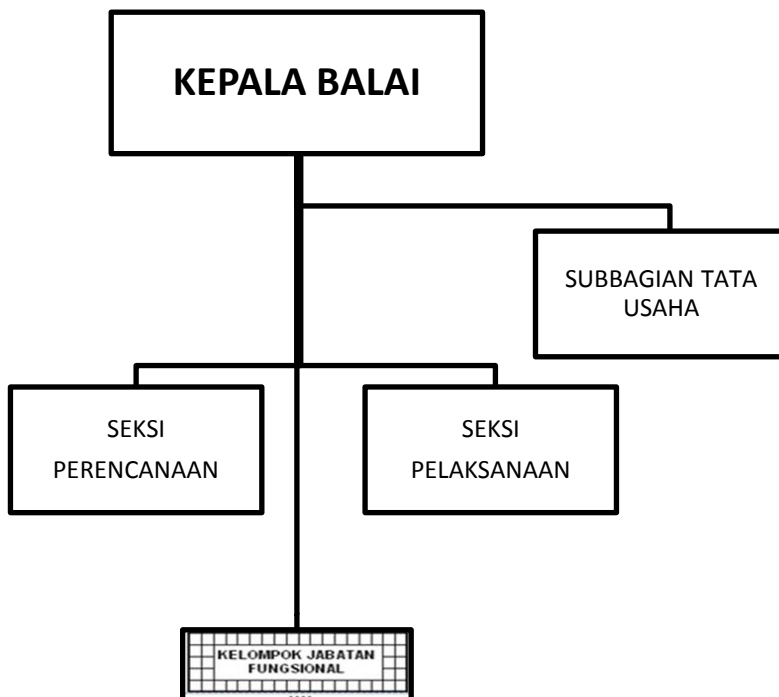 KEPALA BALAI
SUBBAGIAN TATA
USAHA
SEKSI
PERENCANAAN
SEKSI
PELAKSANAAN
KELOMPOK JABATAN
FUNGSIONAL